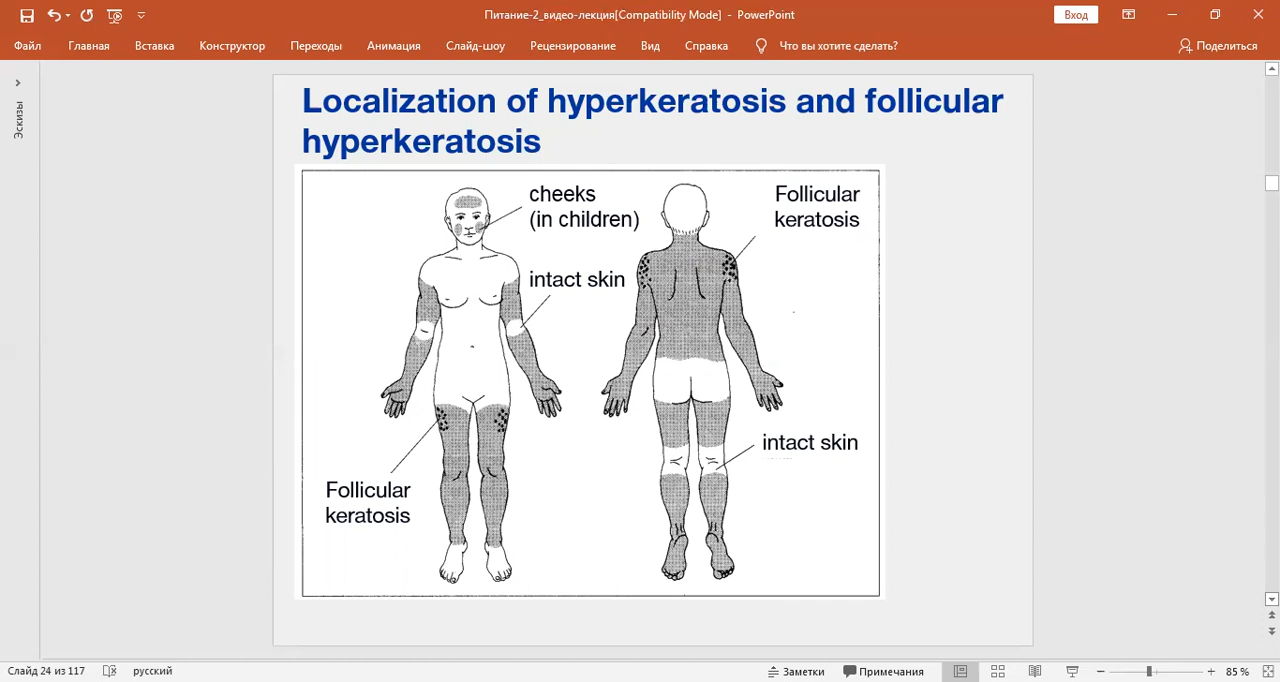 Питание-2_видео-лекция[Compatibility Mode] - PowerPoint
Вход
Файл
Главная
Вставка
Конструктор
Переходы
Анимация
Слайд-шоу
Рецензирование
Вид
Справка
Что вы хотите сделать?
Поделиться
Эскизы
Localization of hyperkeratosis and follicular
hyperkeratosis
cheeks
(in children)
Follicular
keratosis
intact skin
intact skin
Follicular
keratosis
Слайд 24 из 117
русский
Заметки
Примечания
85 %